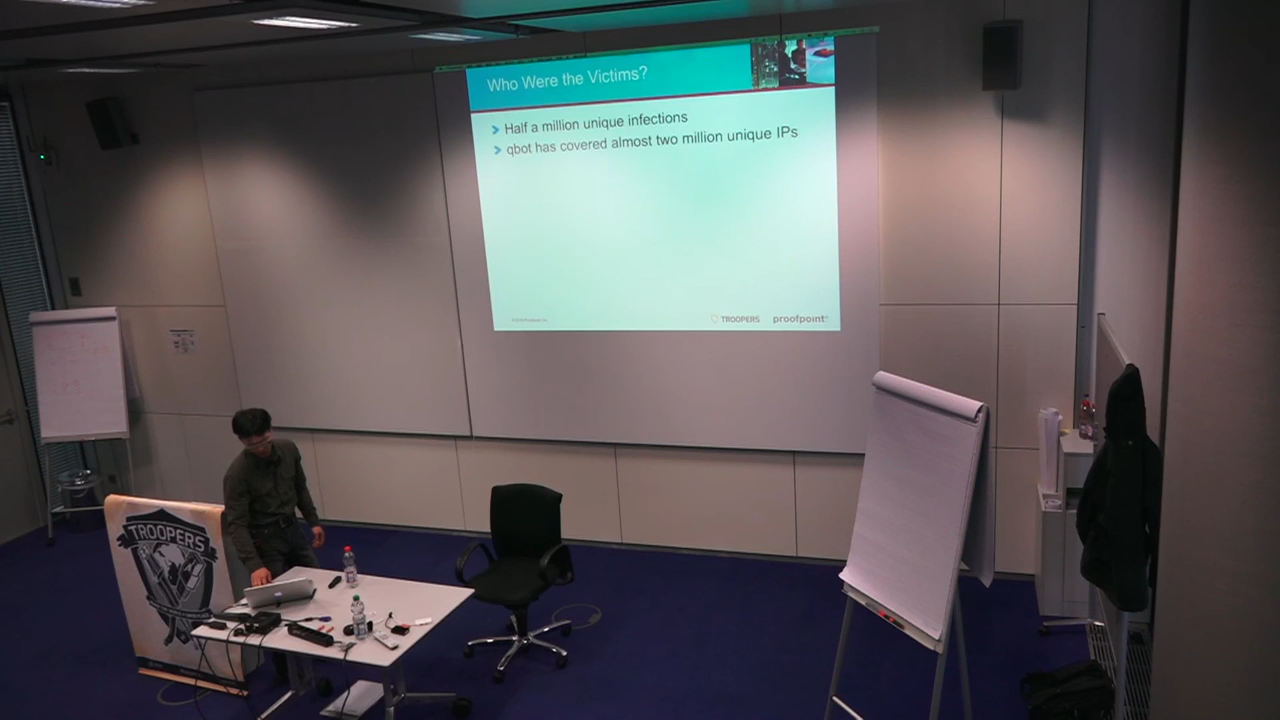 Who Were the Victims?
Half a million unique infections
qbot has covered almost two million unique IPs
TROOPERS
proofpoint
TROOPERS